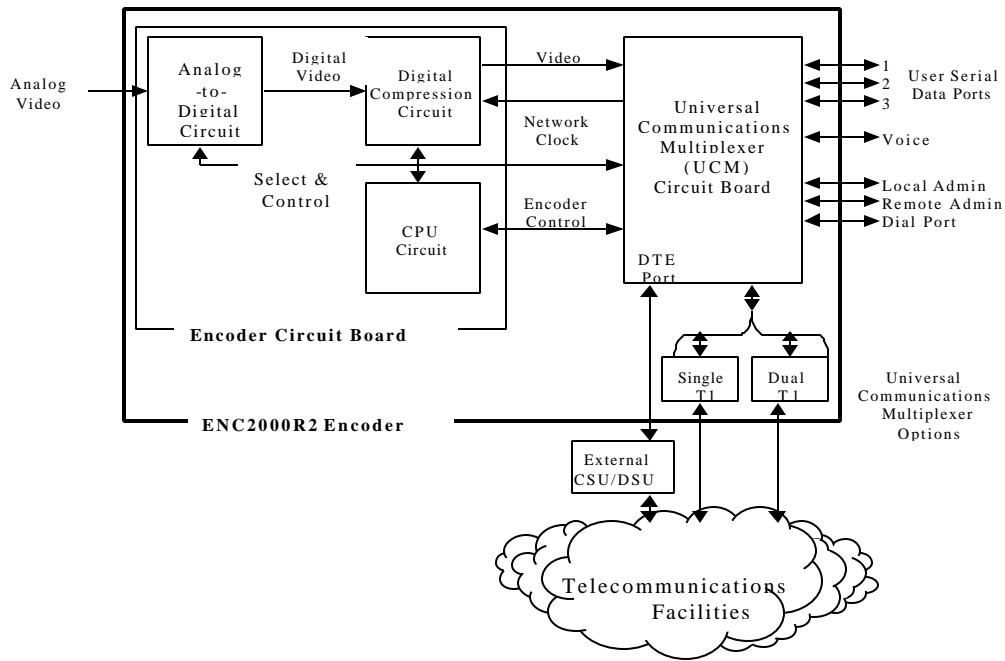 Analog
Video
Analog
-to-
Digital
Circuit
Digital
Video
Digital
Compression
Circuit
Video
Network
Clock
Select &
Control
CPU
Circuit
Encoder
Control
Universal
Communications
Multiplexer
(UCM)
Circuit Board
DTE
Port
1
2
3
User Serial
Data Ports
Voice
Local Admin
Remote Admin
Dial Port
Encoder Circuit Board
Single
T1
Dual
T1
Universal
Communications
Multiplexer
Options
ENC2000R2 Encoder
External
CSU/DSU
Telecommunications
Facilities